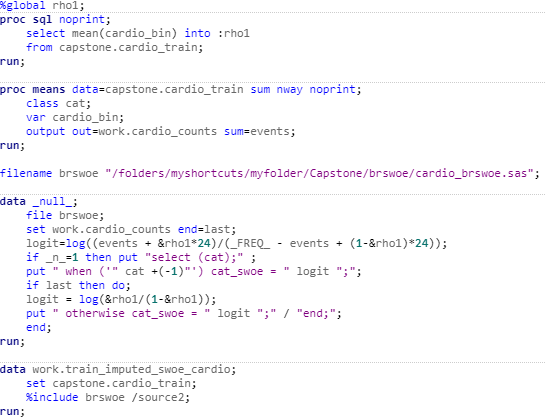 %global rho1;
proc sql noprint;
    select mean(cardio_bin) into :rho1
    from capstone.cardio_train;
run;

proc means data=capstone.cardio_train sum nway noprint;
    class cat;
    var cardio_bin;
    output out=work.cardio_counts sum=events;
run;

filename brswoe "/folders/myshortcuts/myfolder/Capstone/brswoe/cardio_brswoe.sas";

data _null_;
    file brswoe;
    set work.cardio_counts end=last;
    logit=log((events + &rho1*24)/(_FREQ_ - events + (1-&rho1)*24));
    if _n_=1 then put "select (cat);" ;
    put " when ('" cat +(-1)"') cat_swoe = " logit ";";
    if last then do;
    logit = log(&rho1/(1-&rho1));
    put " otherwise cat_swoe = " logit ";" / "end;";
    end;
run;

data work.train_imputed_swoe_cardio;
    set capstone.cardio_train;
    %include brswoe /source2;
run;